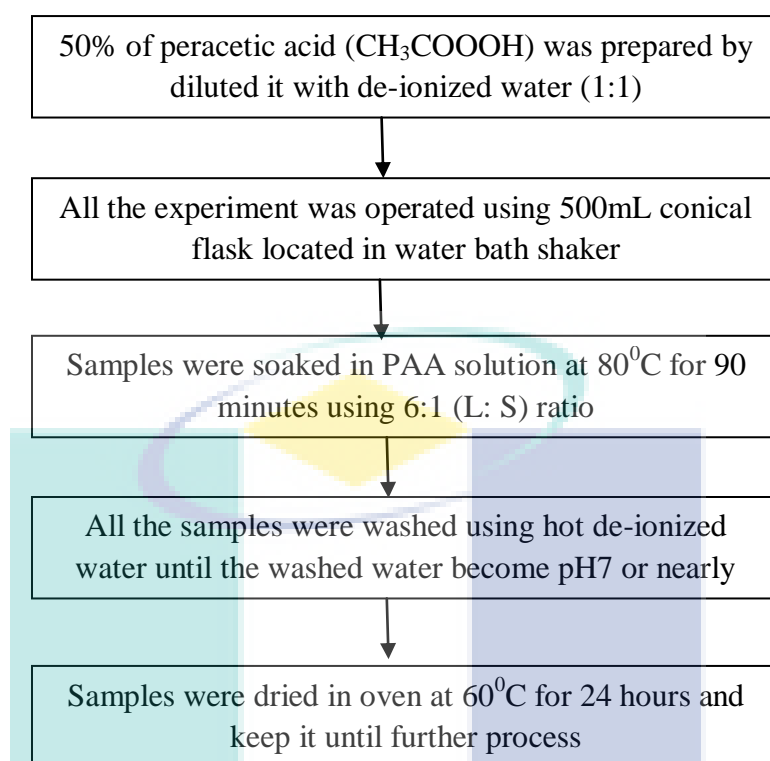 50% of peracetic acid (CH₃COOOH) was prepared by
diluted it with de-ionized water (1:1)
All the experiment was operated using 500mL conical
flask located in water bath shaker
Samples were soaked in PAA solution at 80⁰C for 90
minutes using 6:1 (L: S) ratio
All the samples were washed using hot de-ionized
water until the washed water become pH7 or nearly
Samples were dried in oven at 60⁰C for 24 hours and
keep it until further process